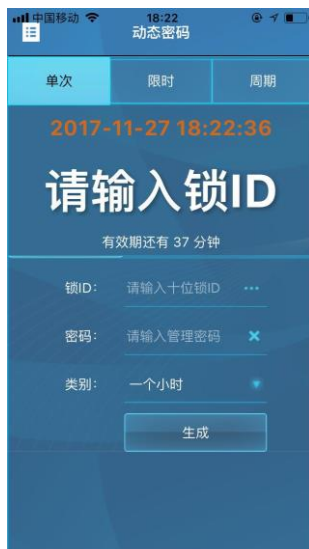 中国移动 18:22
动态密码
单次 限时 周期
2017-11-27 18:22:36
请输入锁ID
有效期还有 37 分钟
锁ID: 请输入十位锁ID
密码: 请输入管理密码
类别: 一个小时
生成